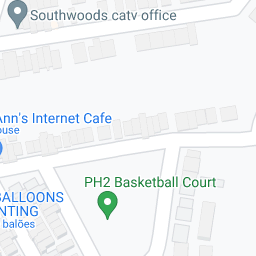 Southwoods catv office
Ann's Internet Cafe
ouse
PH2 Basketball Court
BALLOONS
NTING
balões